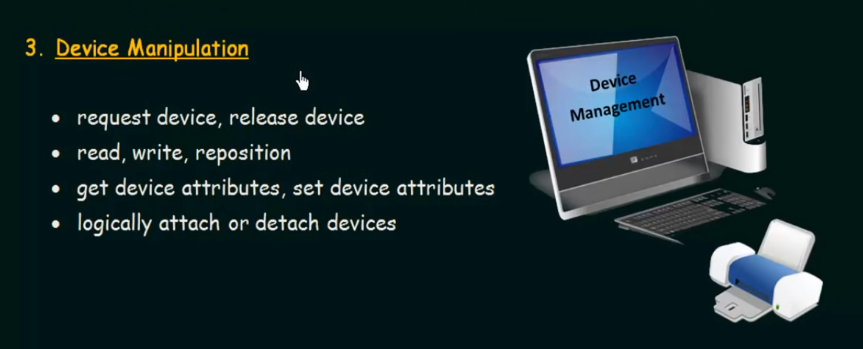 3. Device Manipulation
• request device, release device
• read, write, reposition
• get device attributes, set device attributes
• logically attach or detach devices
Device
Management